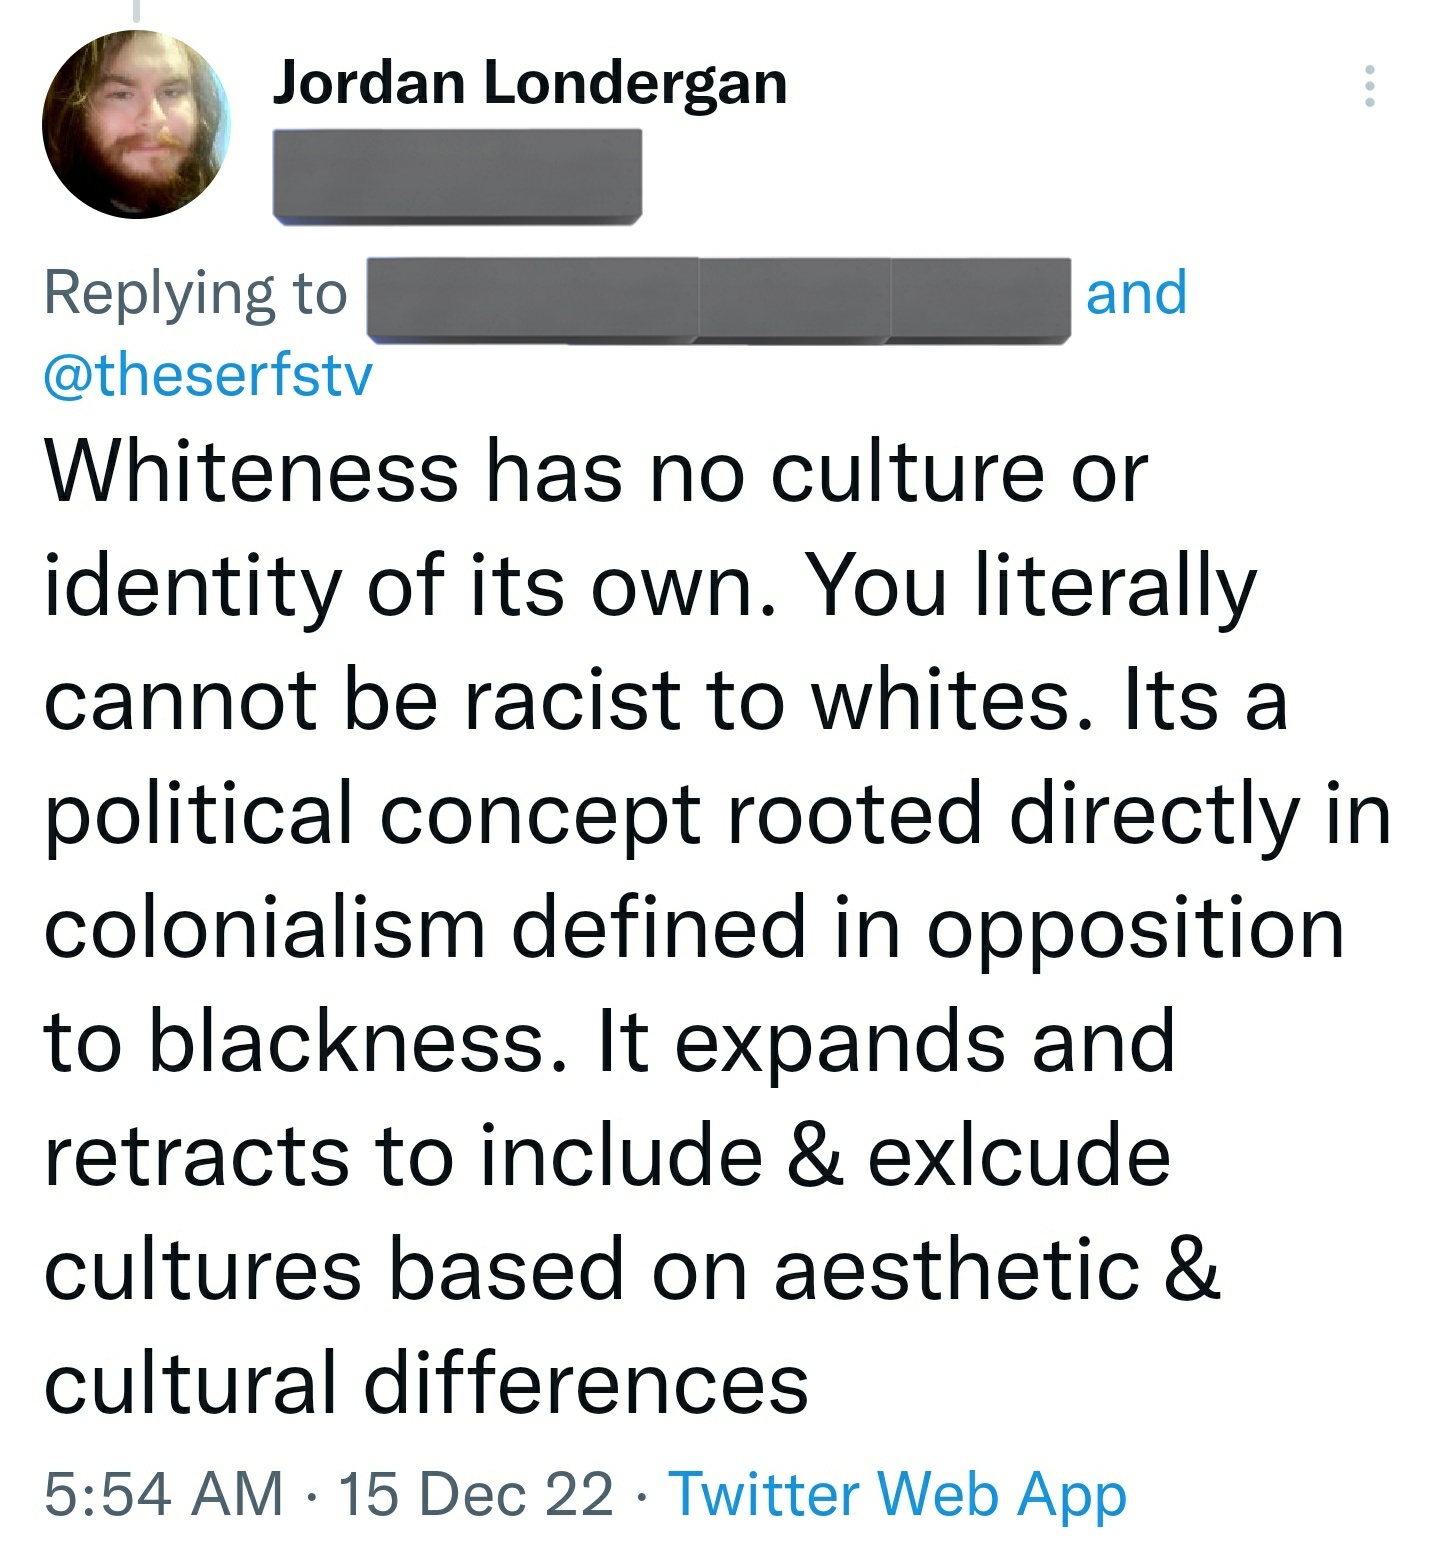 Jordan Londergan
Replying to and
@theserfstv
Whiteness has no culture or
identity of its own. You literally
cannot be racist to whites. Its a
political concept rooted directly in
colonialism defined in opposition
to blackness. It expands and
retracts to include & exlcude
cultures based on aesthetic &
cultural differences
5:54 AM · 15 Dec 22 · Twitter Web App